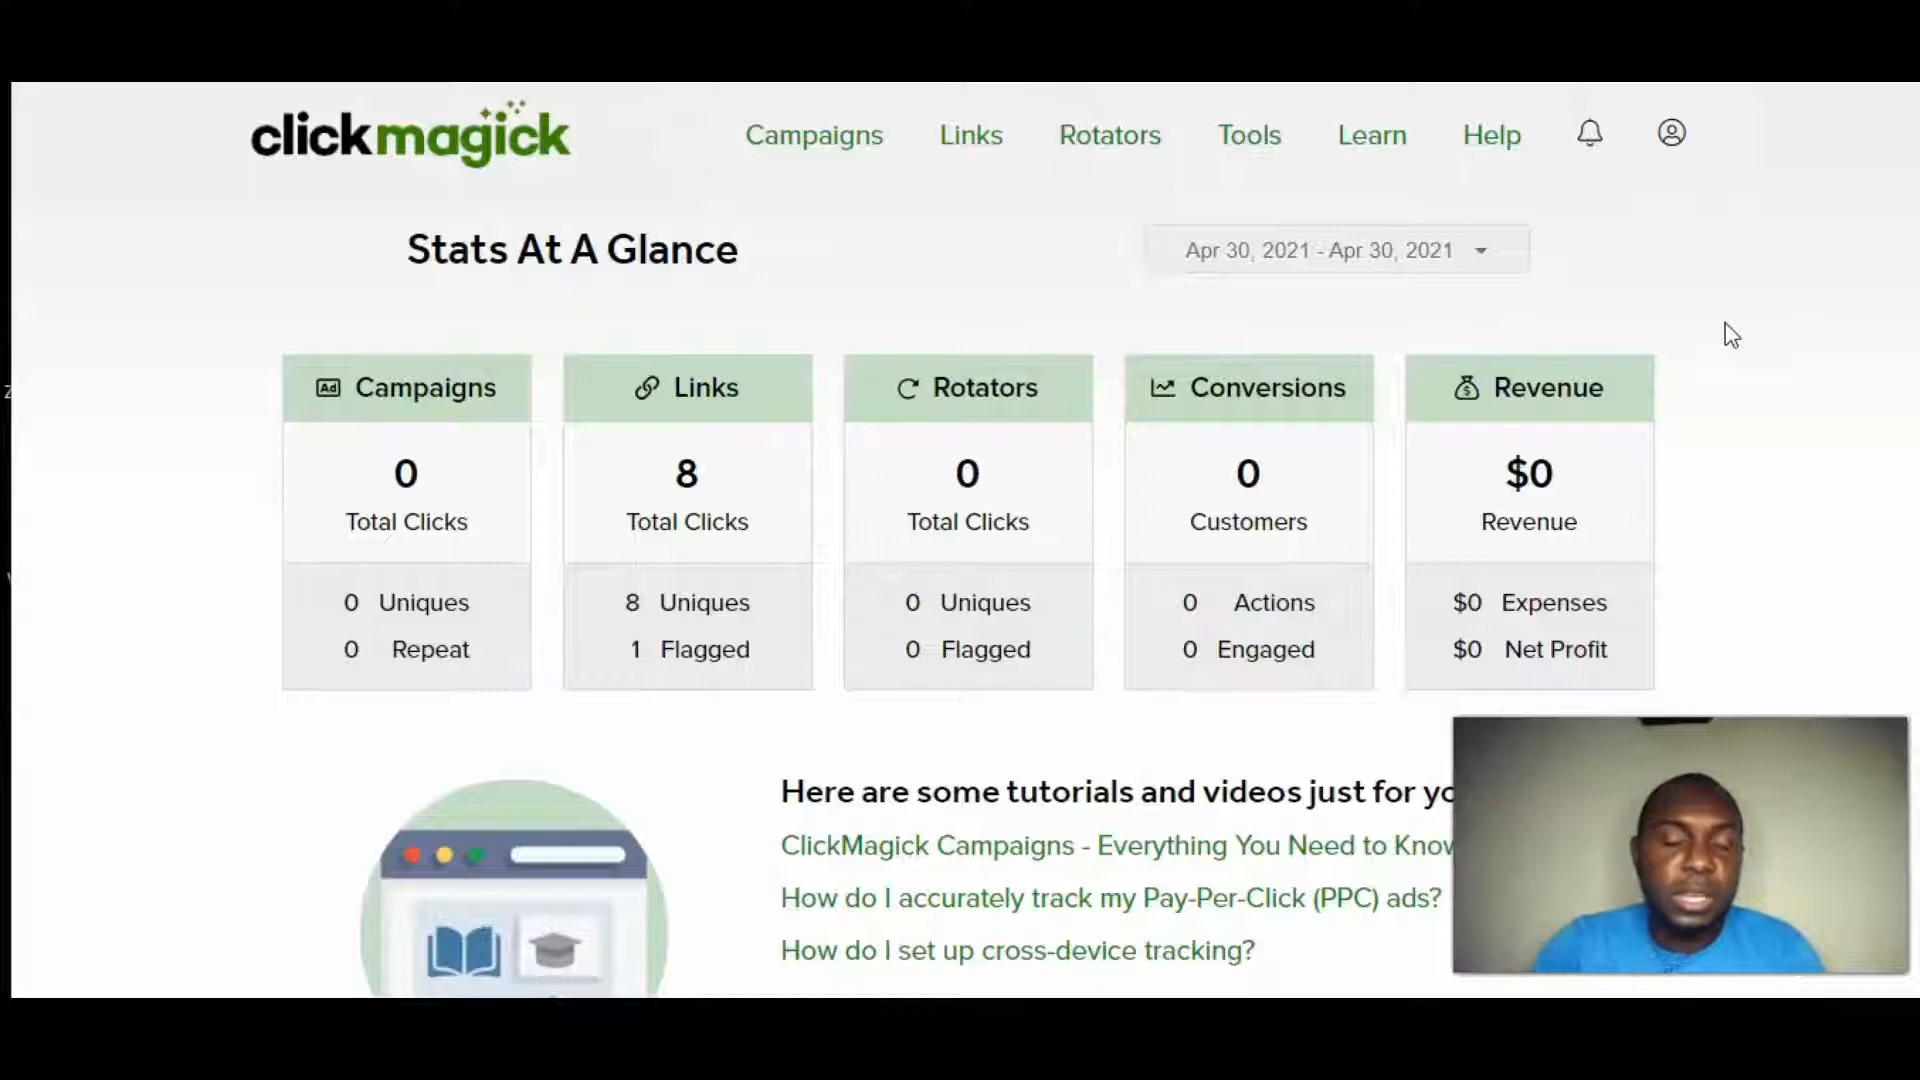 clickmagick
Campaigns Links Rotators Tools Learn Help
Stats At A Glance
Apr 30, 2021 - Apr 30, 2021
Ad Campaigns
0
Total Clicks
0 Uniques
0 Repeat
Links
8
Total Clicks
8 Uniques
1 Flagged
Rotators
0
Total Clicks
0 Uniques
0 Flagged
Conversions
0
Customers
0 Actions
0 Engaged
$ Revenue
$0
Revenue
$0 Expenses
$0 Net Profit
Here are some tutorials and videos just for yo
ClickMagick Campaigns - Everything You Need to Know
How do I accurately track my Pay-Per-Click (PPC) ads?
How do I set up cross-device tracking?